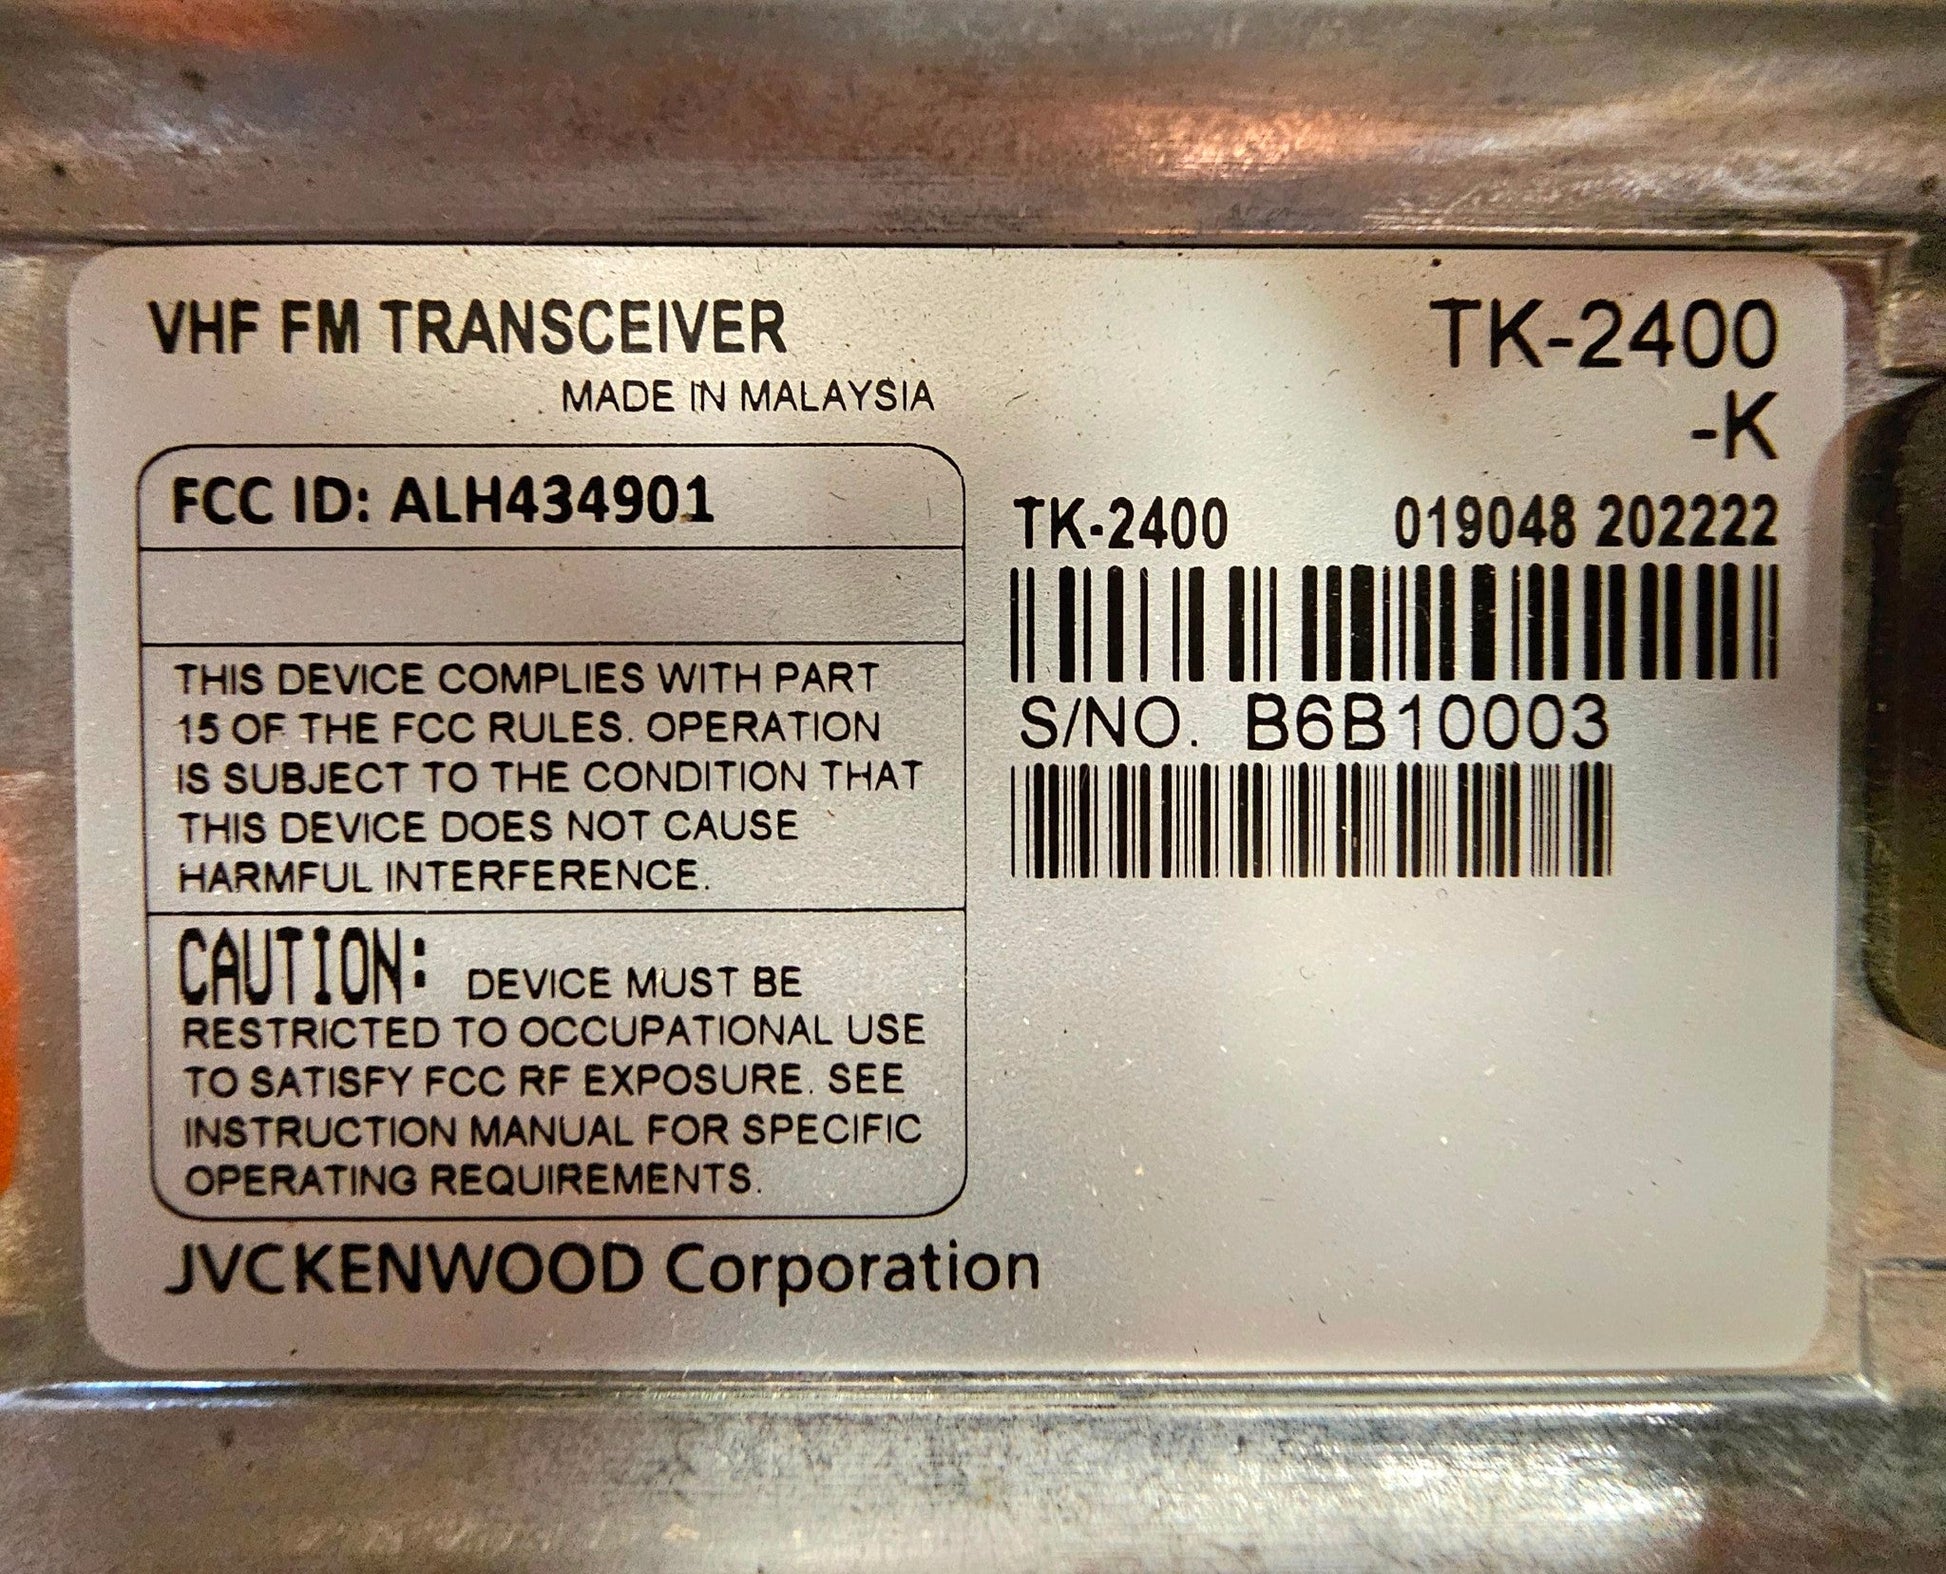 VHF FM TRANSCEIVER
MADE IN MALAYSIA
TK-2400
-K
FCC ID: ALH434901
THIS DEVICE COMPLIES WITH PART
15 OF THE FCC RULES. OPERATION
IS SUBJECT TO THE CONDITION THAT
THIS DEVICE DOES NOT CAUSE
HARMFUL INTERFERENCE.
CAUTION: DEVICE MUST BE
RESTRICTED TO OCCUPATIONAL USE
TO SATISFY FCC RF EXPOSURE. SEE
INSTRUCTION MANUAL FOR SPECIFIC
OPERATING REQUIREMENTS.
TK-2400 019048 202222
S/NO. B6B10003
JVCKENWOOD Corporation